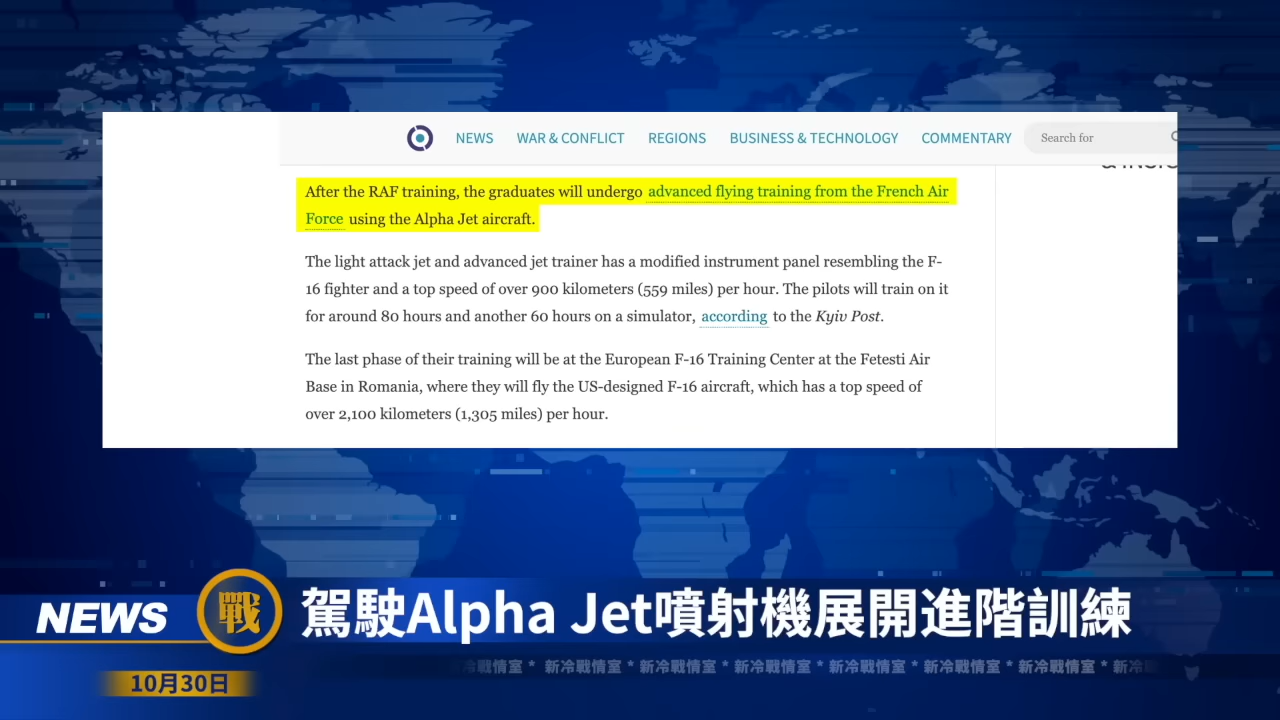 NEWS WAR & CONFLICT REGIONS BUSINESS & TECHNOLOGY COMMENTARY Search for
After the RAF training, the graduates will undergo advanced flying training from the French Air
Force using the Alpha Jet aircraft.
The light attack jet and advanced jet trainer has a modified instrument panel resembling the F-
16 fighter and a top speed of over 900 kilometers (559 miles) per hour. The pilots will train on it
for around 80 hours and another 60 hours on a simulator, according to the Kyiv Post.
The last phase of their training will be at the European F-16 Training Center at the Fetesti Air
Base in Romania, where they will fly the US-designed F-16 aircraft, which has a top speed of
over 2,100 kilometers (1,305 miles) per hour.
NEWS 戰 駕駛Alpha Jet噴射機展開進階訓練
冷戰情室 * 新冷戰情室 * 新冷戰情室 * 新冷戰情室 * 新冷戰情室 * 新冷戰情室 * 新冷戰情室 * 新冷
10月30日